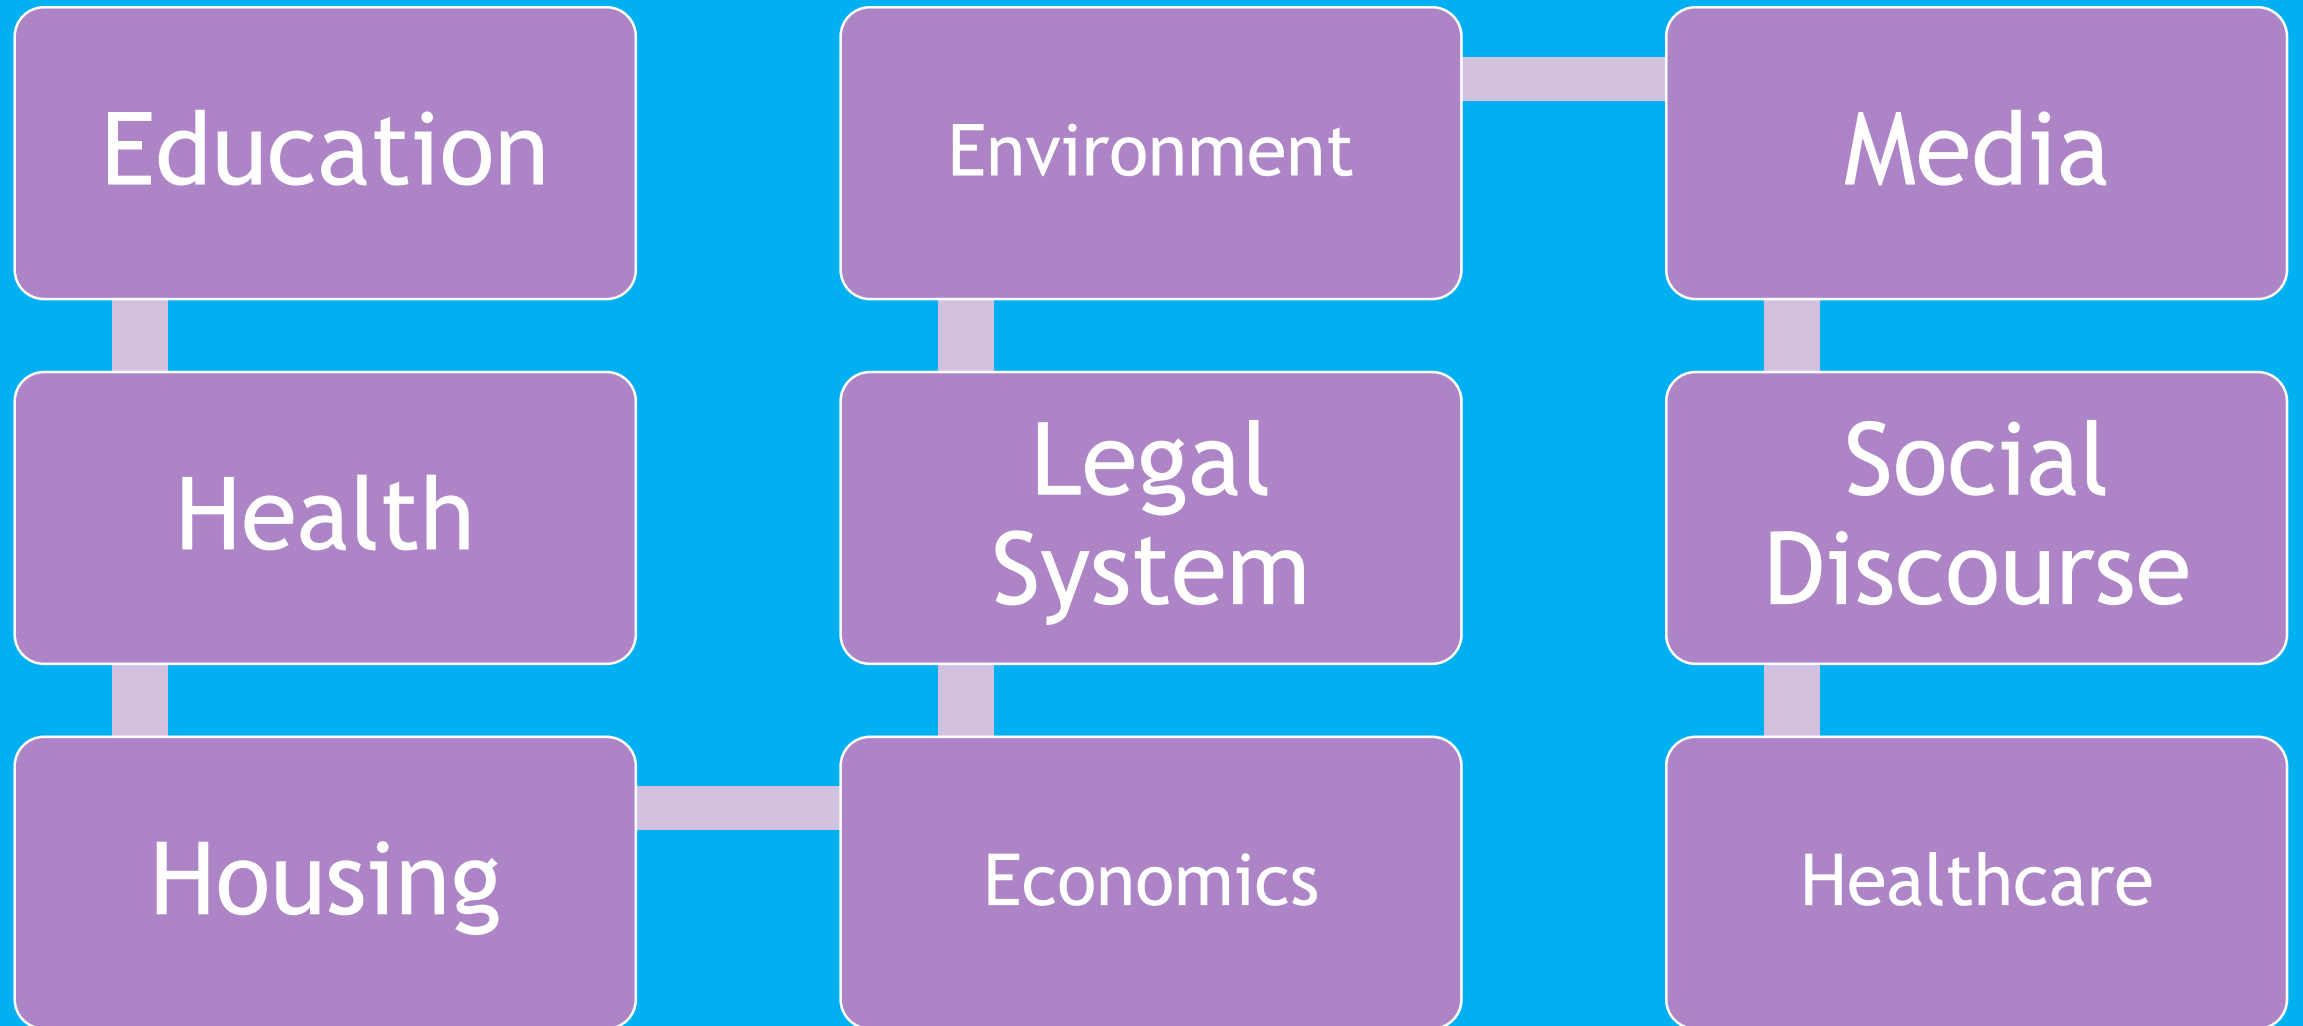 Education
Health
Housing
Economics
Legal
System
Environment
Media
Social
Discourse
Healthcare